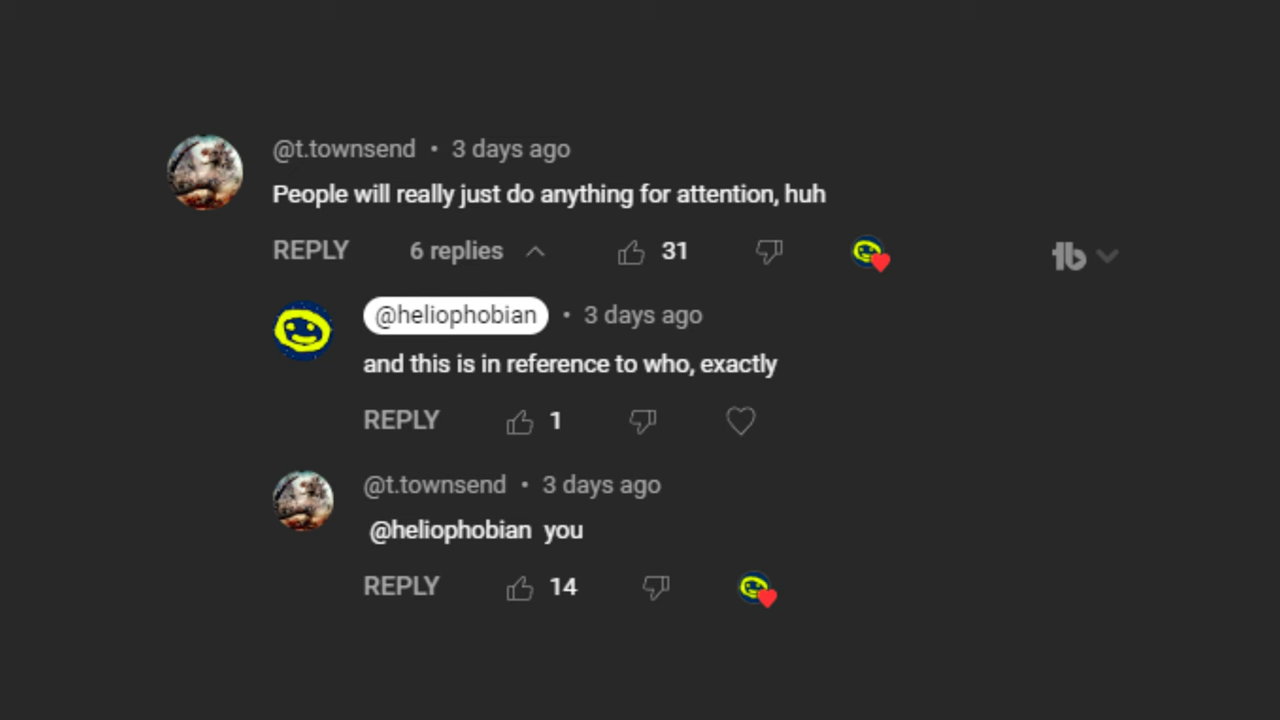 @t.townsend • 3 days ago
People will really just do anything for attention, huh
REPLY 6 replies 31
@heliophobian • 3 days ago
and this is in reference to who, exactly
REPLY 1
@t.townsend • 3 days ago
@heliophobian you
REPLY 14